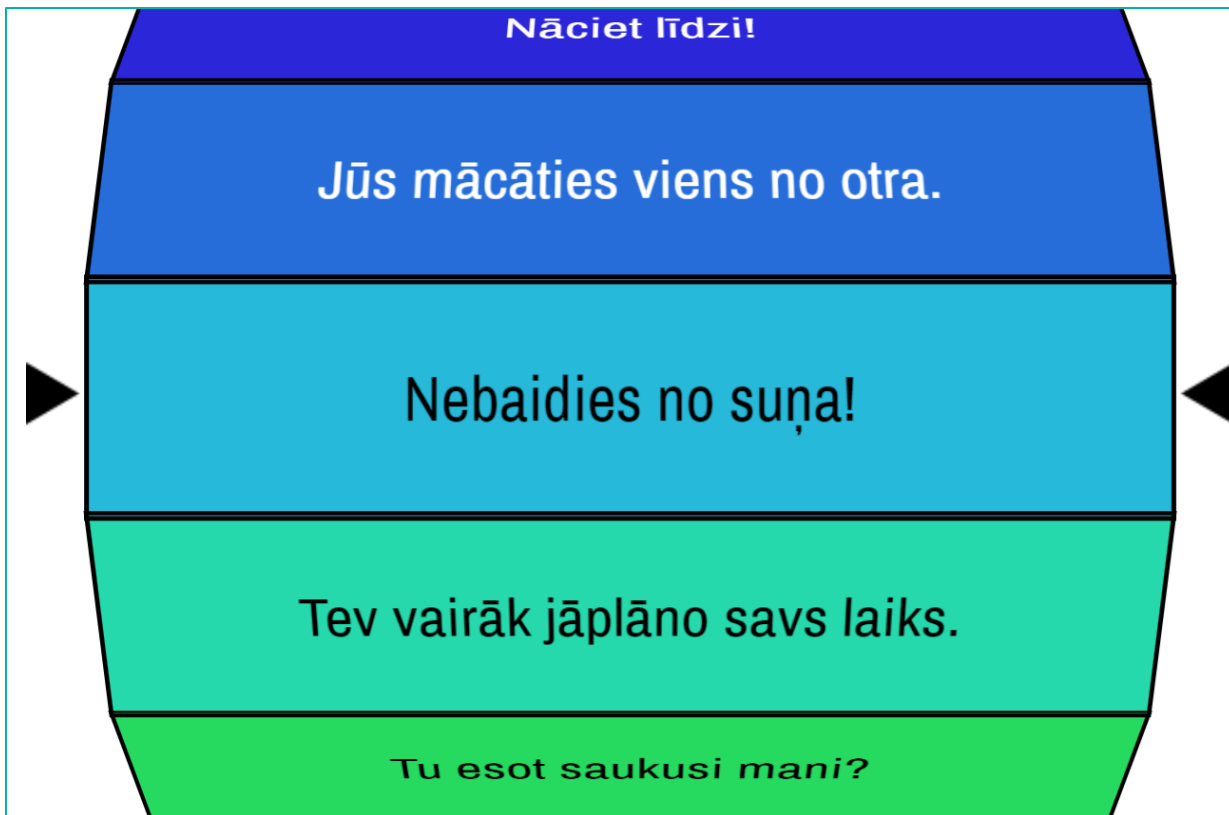 Nāciet līdzi!
Jūs mācāties viens no otra.
Nebaidies no suņa!
Tev vairāk jāplāno savs laiks.
Tu esot saukusi mani?